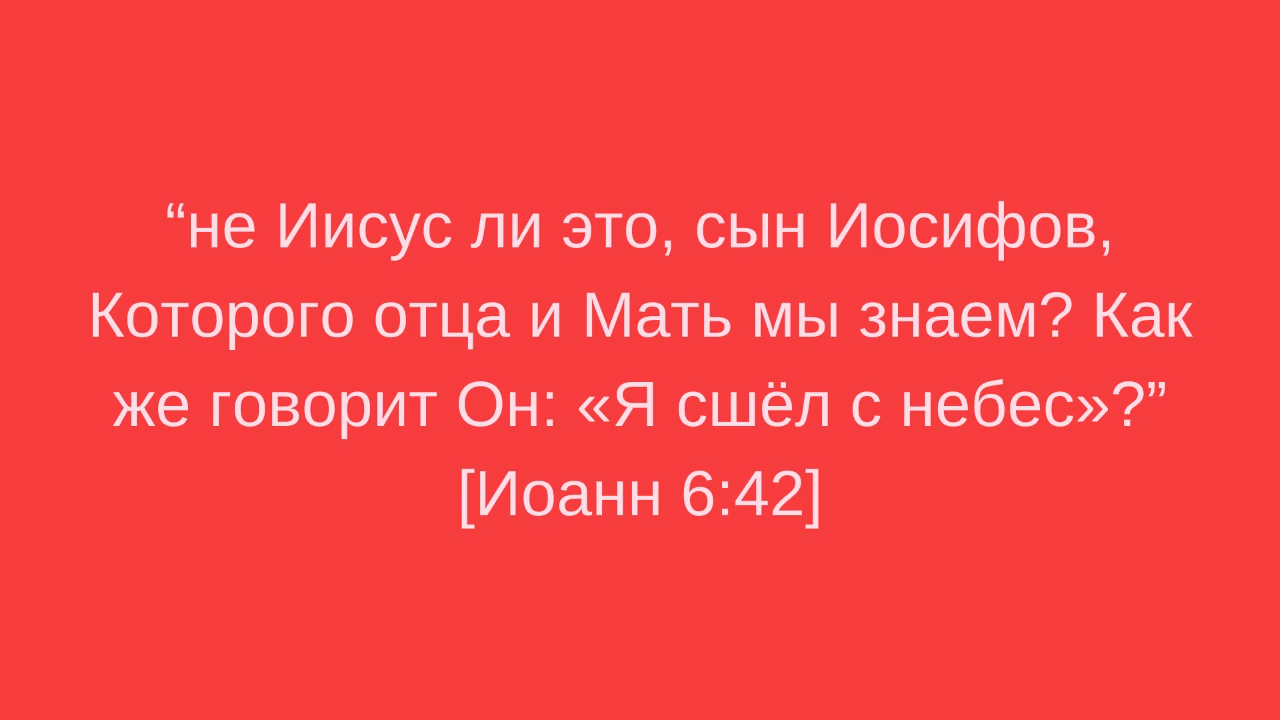 “не Иисус ли это, сын Иосифов,
Которого отца и Мать мы знаем? Как
же говорит Он: «Я сшёл с небес»?”
[Иоанн 6:42]